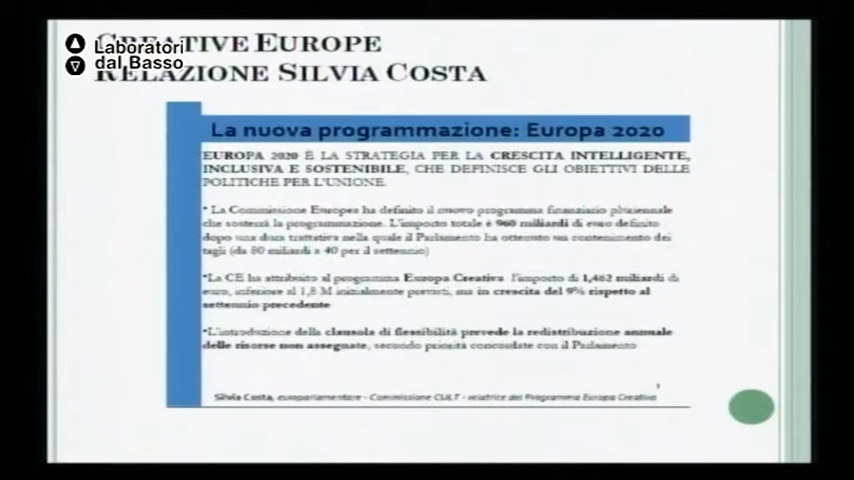 Laboratori
dal Basso
CREATIVE EUROPE
RELAZIONE SILVIA COSTA
La nuova programmazione: Europa 2020
EUROPA 2020 È LA STRATEGIA PER LA CRESCITA INTELLIGENTE,
INCLUSIVA E SOSTENIBILE, CHE DEFINISCE GLI OBIETTIVI DELLE
POLITICHE PER L'UNIONE.
• La Commissione Europea ha definito il nuovo programma finanziario pluriennale
che sosterrà la programmazione. L'importo totale è 960 miliardi di euro definito
dopo una dura trattativa nella quale il Parlamento ha ottenuto un contenimento dei
tagli (da 80 miliardi a 40 per il settennio)
•La CE ha attribuito al programma Europa Creativa l'importo di 1,462 miliardi di
euro, inferiore al 1,8 M inizialmente previsti, ma in crescita del 9% rispetto al
settennio precedente
•L'introduzione della clausola di flessibilità prevede la redistribuzione annuale
delle risorse non assegnate, secondo priorità concordate con il Parlamento
Silvia Costa, europarlamentare - Commissione CULT - relatrice del Programma Europa Creativa